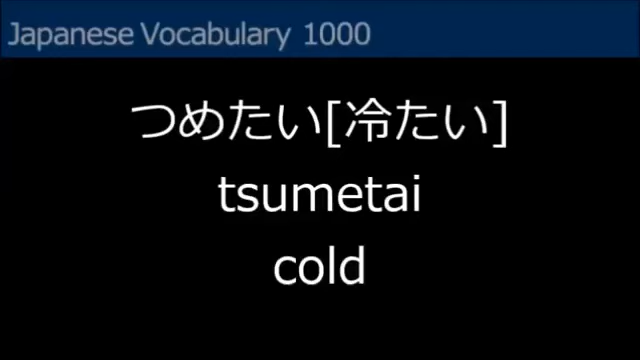 Japanese Vocabulary 1000
つめたい[冷たい]
tsumetai
cold